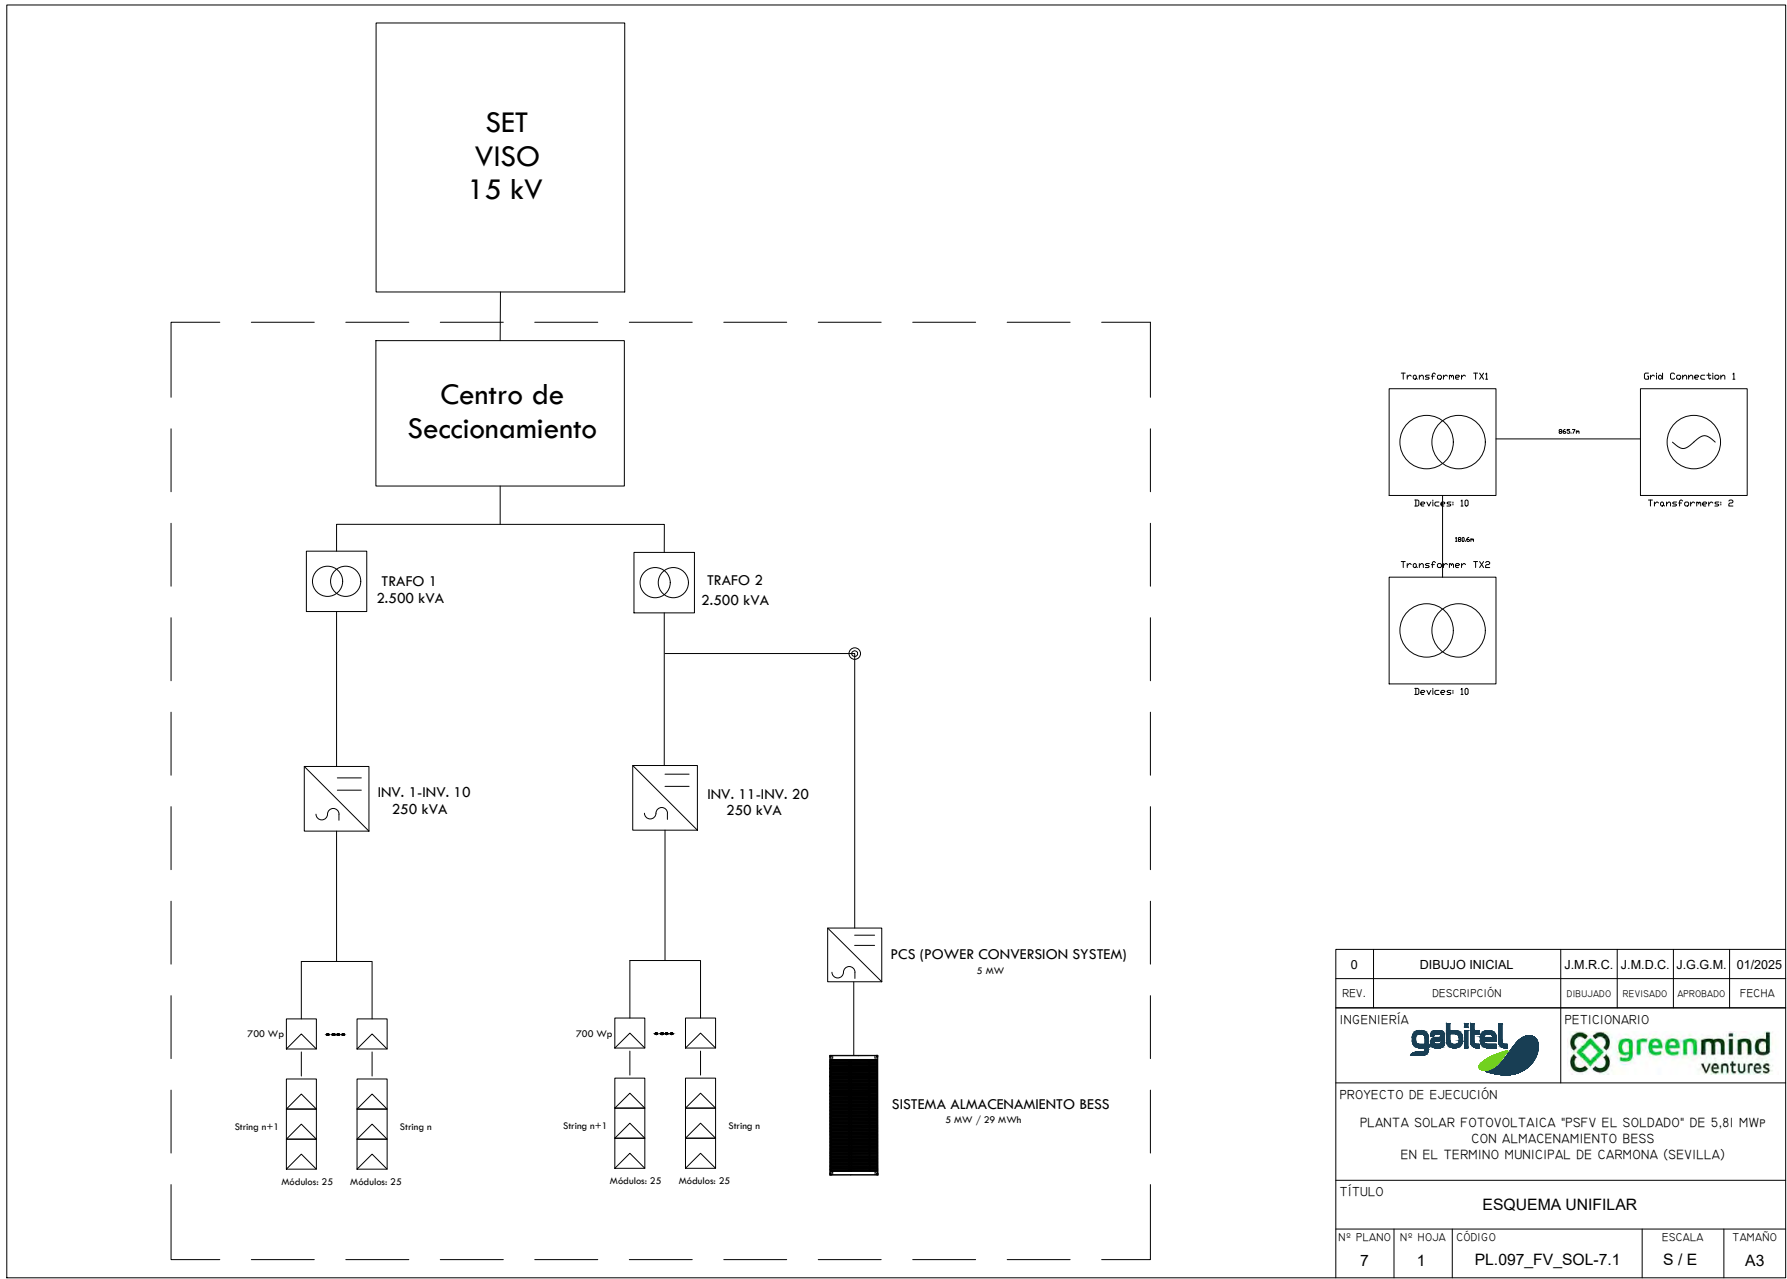 SET
VISO
15 kV
Centro de
Seccionamiento
TRAFO 1
2.500 kVA
TRAFO 2
2.500 kVA
INV. 1-INV. 10
250 kVA
INV. 11-INV. 20
250 kVA
PCS (POWER CONVERSION SYSTEM)
5 MW
700 Wp
700 Wp
String n+1
String n
String n+1
String n
Módulos: 25
Módulos: 25
Módulos: 25
Módulos: 25
SISTEMA ALMACENAMIENTO BESS
5 MW / 29 MWh
Transformer TX1
Grid Connection 1
865.7m
Devices: 10
Transformers: 2
180.6m
Transformer TX2
Devices: 10
0 DIBUJO INICIAL J.M.R.C. J.M.D.C. J.G.G.M. 01/2025
REV. DESCRIPCIÓN DIBUJADO REVISADO APROBADO FECHA
INGENIERÍA
gabitel
PETICIONARIO
greenmind
ventures
PROYECTO DE EJECUCIÓN
PLANTA SOLAR FOTOVOLTAICA "PSFV EL SOLDADO" DE 5,81 MWp
CON ALMACENAMIENTO BESS
EN EL TERMINO MUNICIPAL DE CARMONA (SEVILLA)
TÍTULO
ESQUEMA UNIFILAR
Nº PLANO Nº HOJA CÓDIGO ESCALA TAMAÑO
7 1 PL.097_FV_SOL-7.1 S / E A3